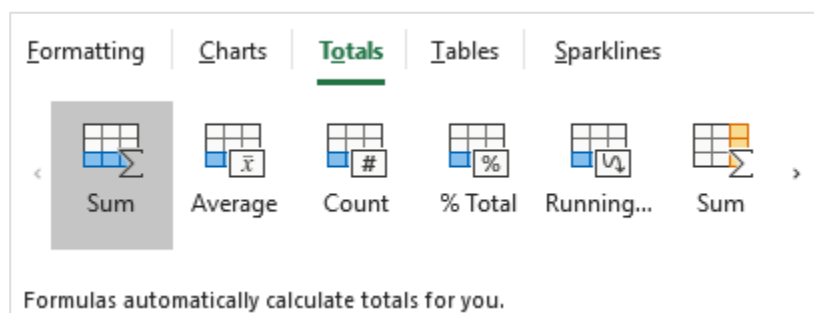 Formatting Charts Totals Tables Sparklines
x̄ # %
Sum Average Count % Total Running... Sum
Formulas automatically calculate totals for you.